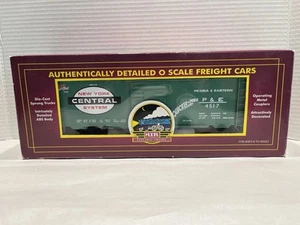 AUTHENTICALLY DETAILED O SCALE FREIGHT CARS
Die-Cast
Sprung Trucks
Intricately
Detailed
ABS Body
NEW YORK
CENTRAL
SYSTEM
PEORIA & EASTERN
P & E
4517
MTH
Operating
Metal
Couplers
Attractively
Decorated